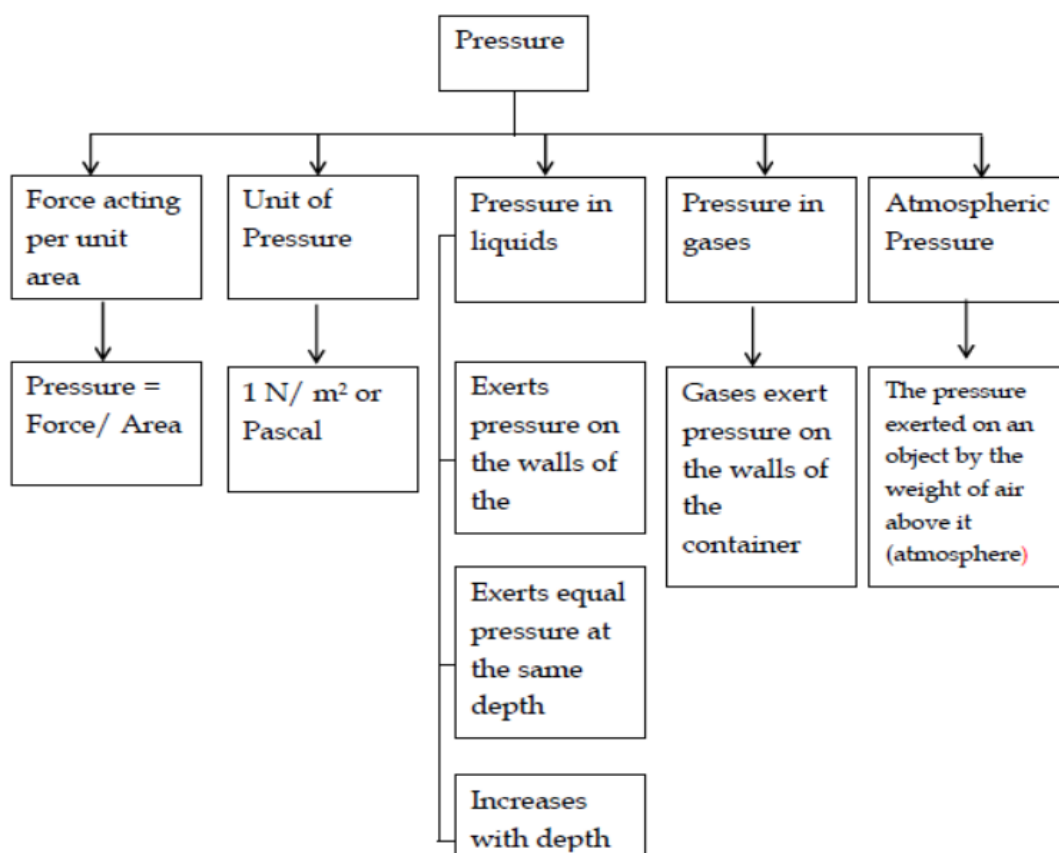 Pressure
Force acting
per unit
area
Unit of
Pressure
Pressure in
liquids
Pressure in
gases
Atmospheric
Pressure
Pressure =
Force/ Area
1 N/ m² or
Pascal
Exerts
pressure on
the walls of
the
Gases exert
pressure on
the walls of
the
container
The pressure
exerted on an
object by the
weight of air
above it
(atmosphere)
Exerts equal
pressure at
the same
depth
Increases
with depth